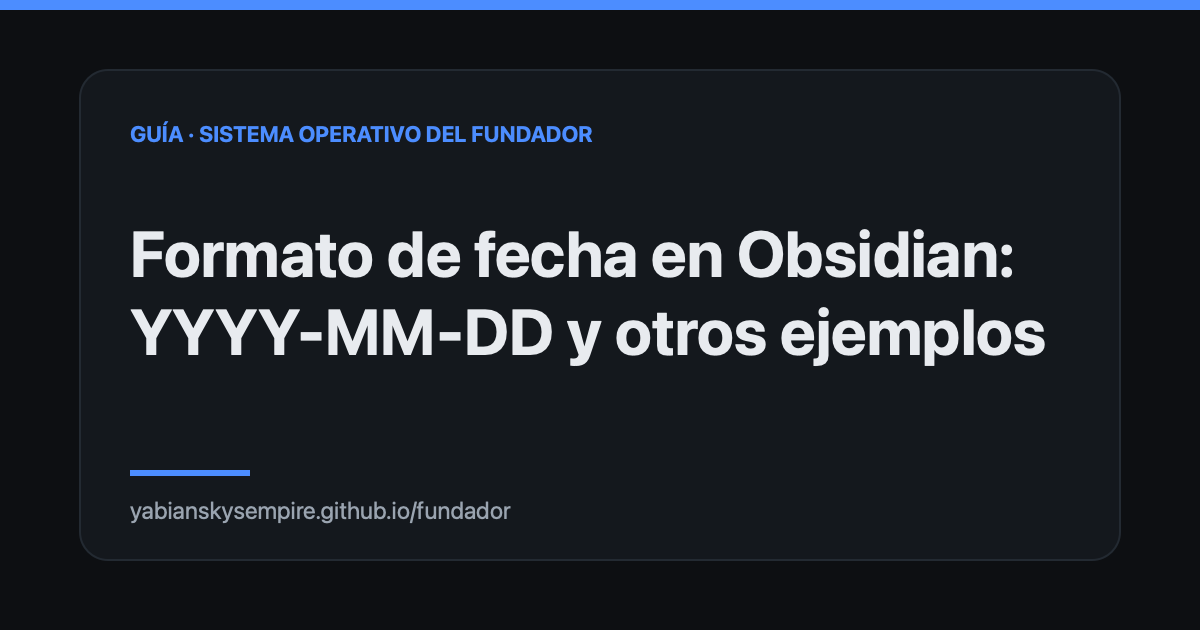 GUÍA · SISTEMA OPERATIVO DEL FUNDADOR
Formato de fecha en Obsidian:
YYYY-MM-DD y otros ejemplos
yabianskysempire.github.io/fundador